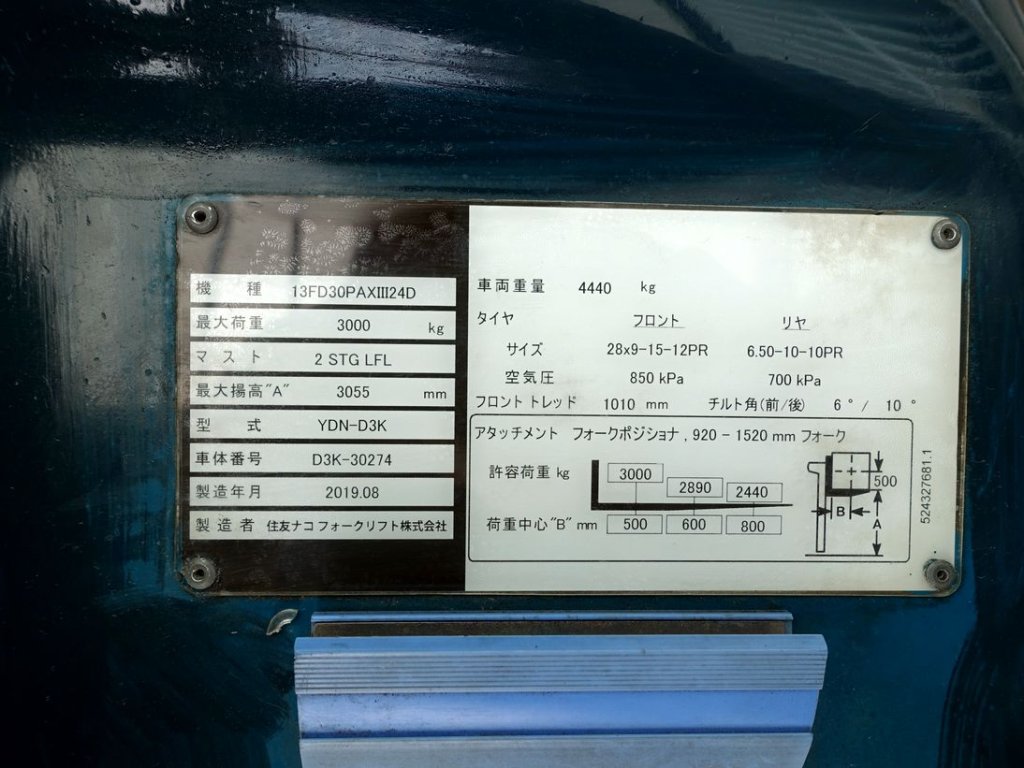 機 種 13FD30PAXIII24D
最大荷重 3000 kg
マ ス ト 2 STG LFL
最大揚高"A" 3055 mm
型 式 YDN-D3K
車体番号 D3K-30274
製造年月 2019.08
製 造 者 住友ナコ フォークリフト株式会社
車両重量 4440 kg
タイヤ フロント リヤ
サイズ 28x9-15-12PR 6.50-10-10PR
空気圧 850 kPa 700 kPa
フロント トレッド 1010 mm チルト角(前/後) 6 ° / 10 °
アタッチメント フォークポジショナ , 920 - 1520 mm フォーク
許容荷重 kg 3000 2890 2440
荷重中心"B" mm 500 600 800
500
B
A
524327681.1